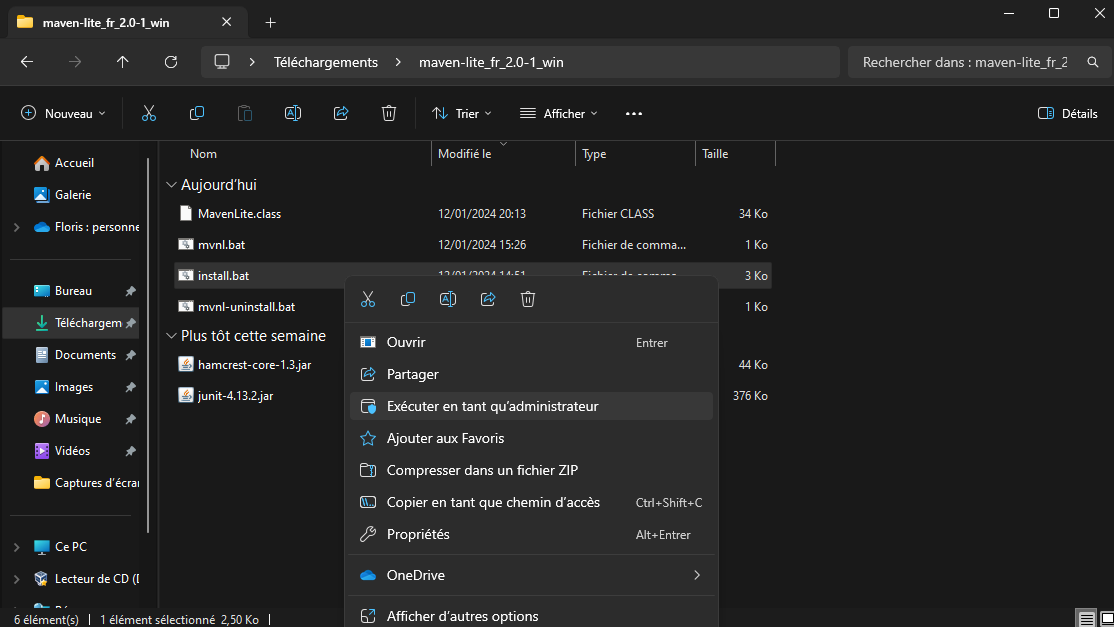 maven-lite_fr_2.0-1_win
Téléchargements
maven-lite_fr_2.0-1_win
Rechercher dans : maven-lite_fr_2
Nouveau
Trier
Afficher
Détails
Nom
Modifié le
Type
Taille
Accueil
Galerie
Floris : personne
Bureau
Téléchargem
Documents
Images
Musique
Vidéos
Captures d'écrar
Ce PC
Lecteur de CD (D
Aujourd'hui
MavenLite.class 12/01/2024 20:13 Fichier CLASS 34 Ko
mvnl.bat 12/01/2024 15:26 Fichier de comma... 1 Ko
install.bat 12/01/2024 14:51 Fichier de comma... 3 Ko
mvnl-uninstall.bat 1 Ko
Plus tôt cette semaine
hamcrest-core-1.3.jar 44 Ko
junit-4.13.2.jar 376 Ko
Ouvrir Entrer
Partager
Exécuter en tant qu'administrateur
Ajouter aux Favoris
Compresser dans un fichier ZIP
Copier en tant que chemin d'accès Ctrl+Shift+C
Propriétés Alt+Entrer
OneDrive
Afficher d'autres options
6 élément(s)
1 élément sélectionné 2,50 Ko